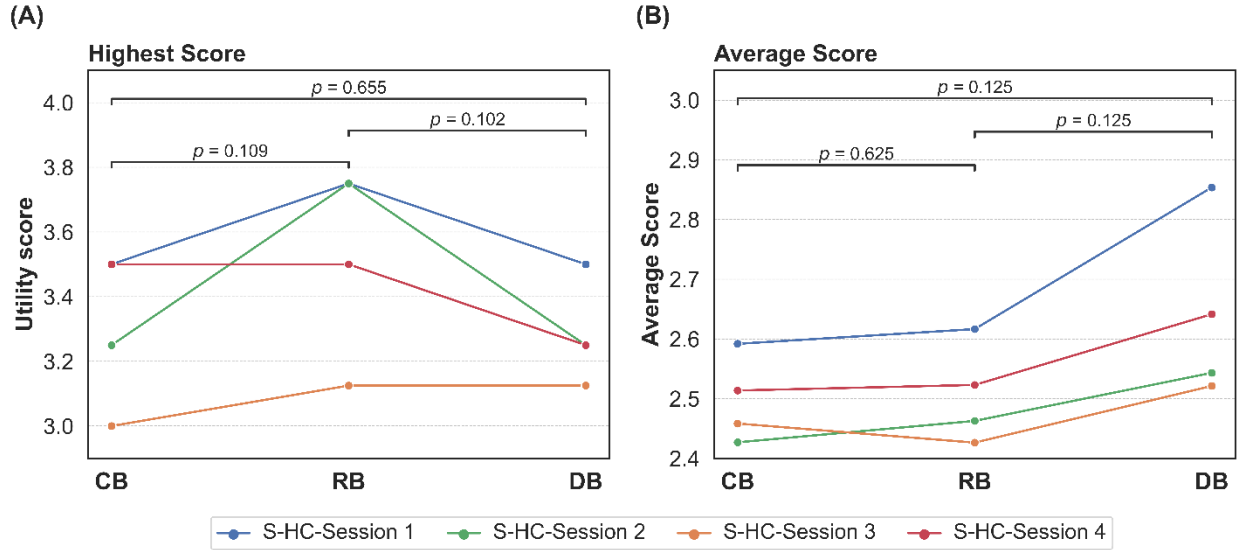 (A)
Highest Score
Utility score
4.0
3.8
3.6
3.4
3.2
3.0
p = 0.655
p = 0.102
p = 0.109
CB RB DB
(B)
Average Score
Average Score
3.0
2.9
2.8
2.7
2.6
2.5
2.4
p = 0.125
p = 0.125
p = 0.625
CB RB DB
S-HC-Session 1 S-HC-Session 2 S-HC-Session 3 S-HC-Session 4